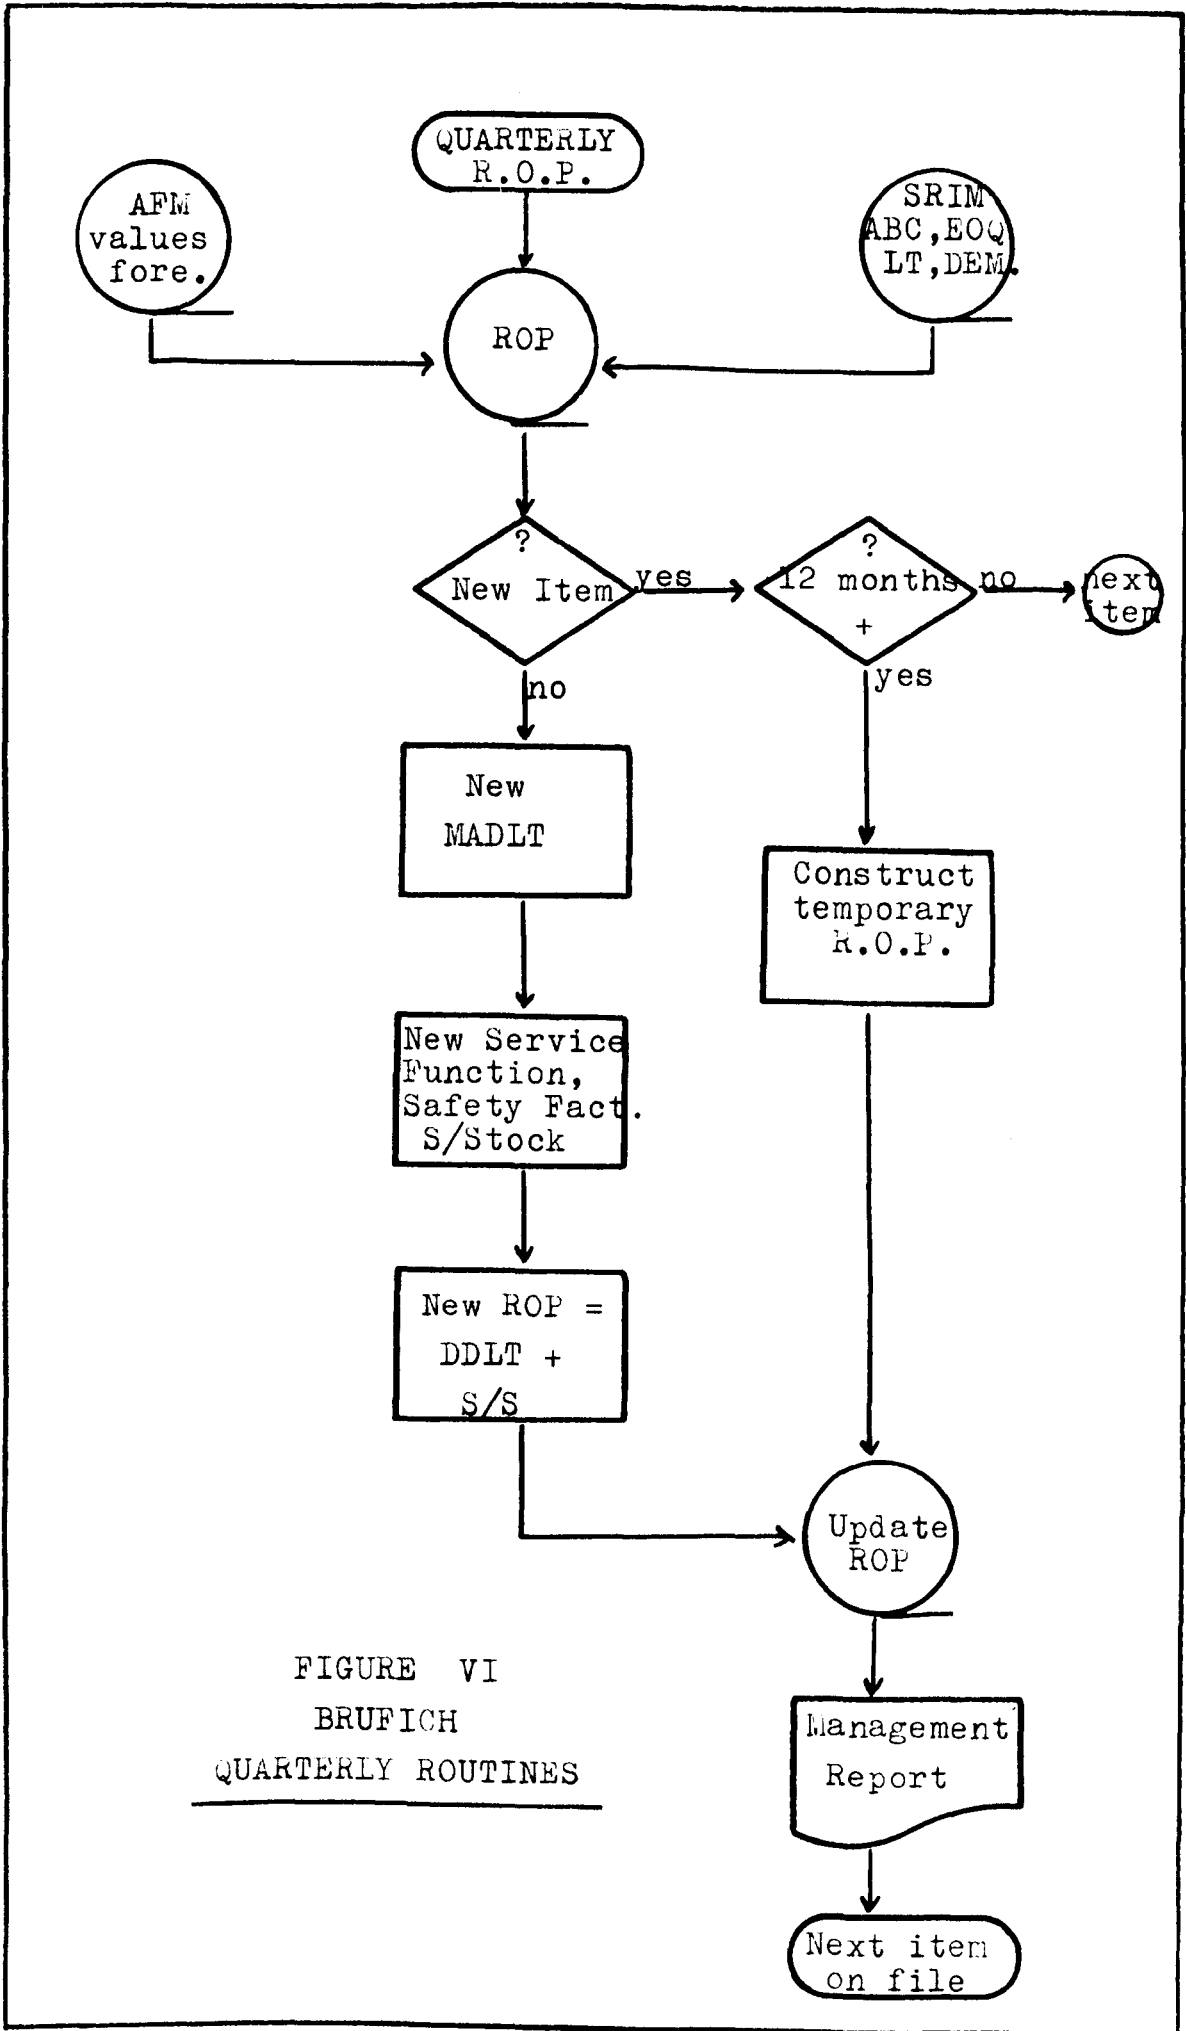 QUARTERLY
R.O.P.
AFM
values
fore.
SRIM
ABC,EOQ
LT,DEM.
ROP
?
New Item
yes
?
12 months
+
no
next
item
no
yes
New
MADLT
Construct
temporary
R.O.P.
New Service
Function,
Safety Fact.
S/Stock
New ROP =
DDLT +
S/S
Update
ROP
FIGURE VI
BRUFICH
QUARTERLY ROUTINES
Management
Report
Next item
on file